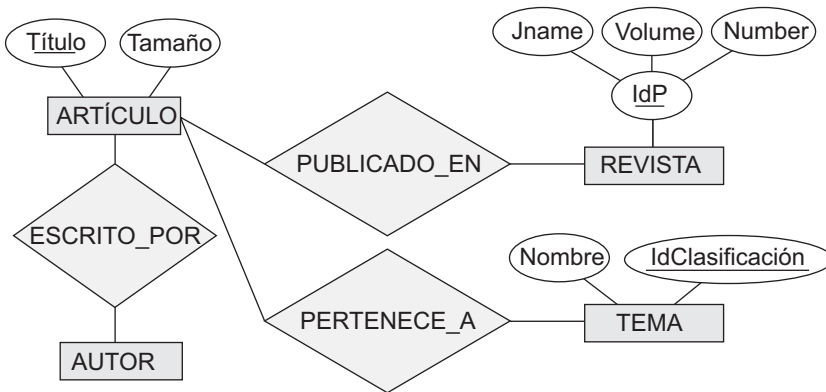 Título
Tamaño
Jname
Volume
Number
IdP
ARTÍCULO
PUBLICADO_EN
REVISTA
ESCRITO_POR
Nombre
IdClasificación
PERTENECE_A
TEMA
AUTOR